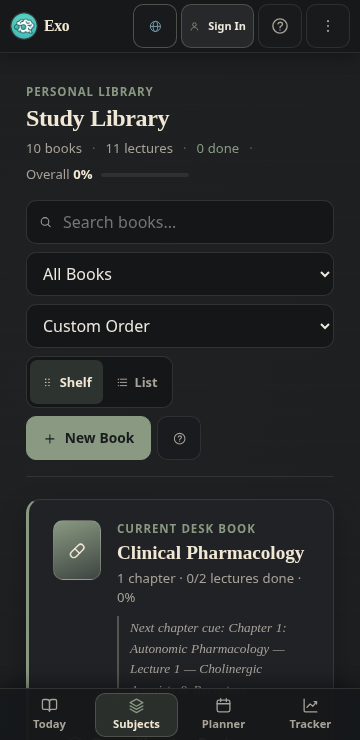 Exo
Sign In
PERSONAL LIBRARY
Study Library
10 books · 11 lectures · 0 done ·
Overall 0%
Search books...
All Books
Custom Order
Shelf
List
+ New Book
CURRENT DESK BOOK
Clinical Pharmacology
1 chapter · 0/2 lectures done ·
0%
Next chapter cue: Chapter 1:
Autonomic Pharmacology —
Lecture 1 — Cholinergic
Today
Subjects
Planner
Tracker